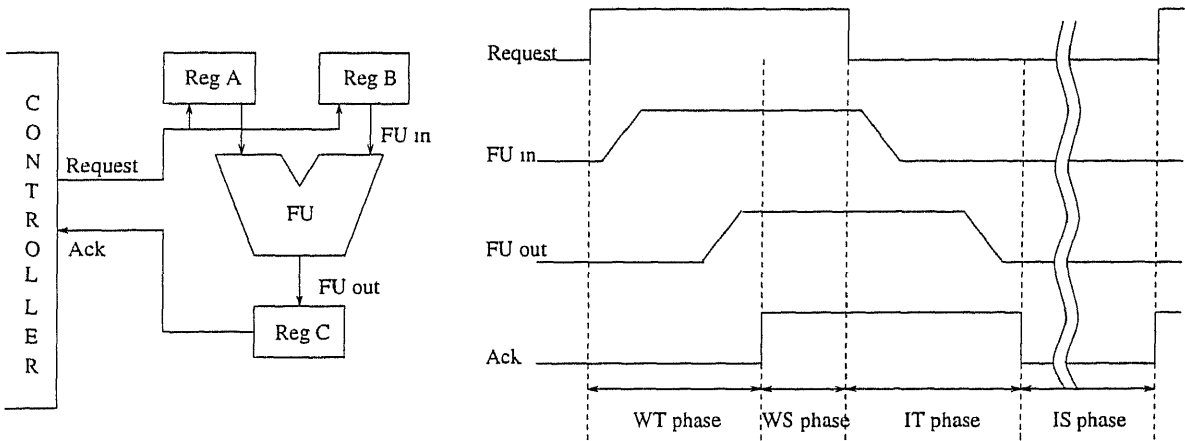 CONTROLLER
Reg A
Reg B
FU in
Request
FU
Ack
FU out
Reg C
Request
FU in
FU out
Ack
WT phase
WS phase
IT phase
IS phase